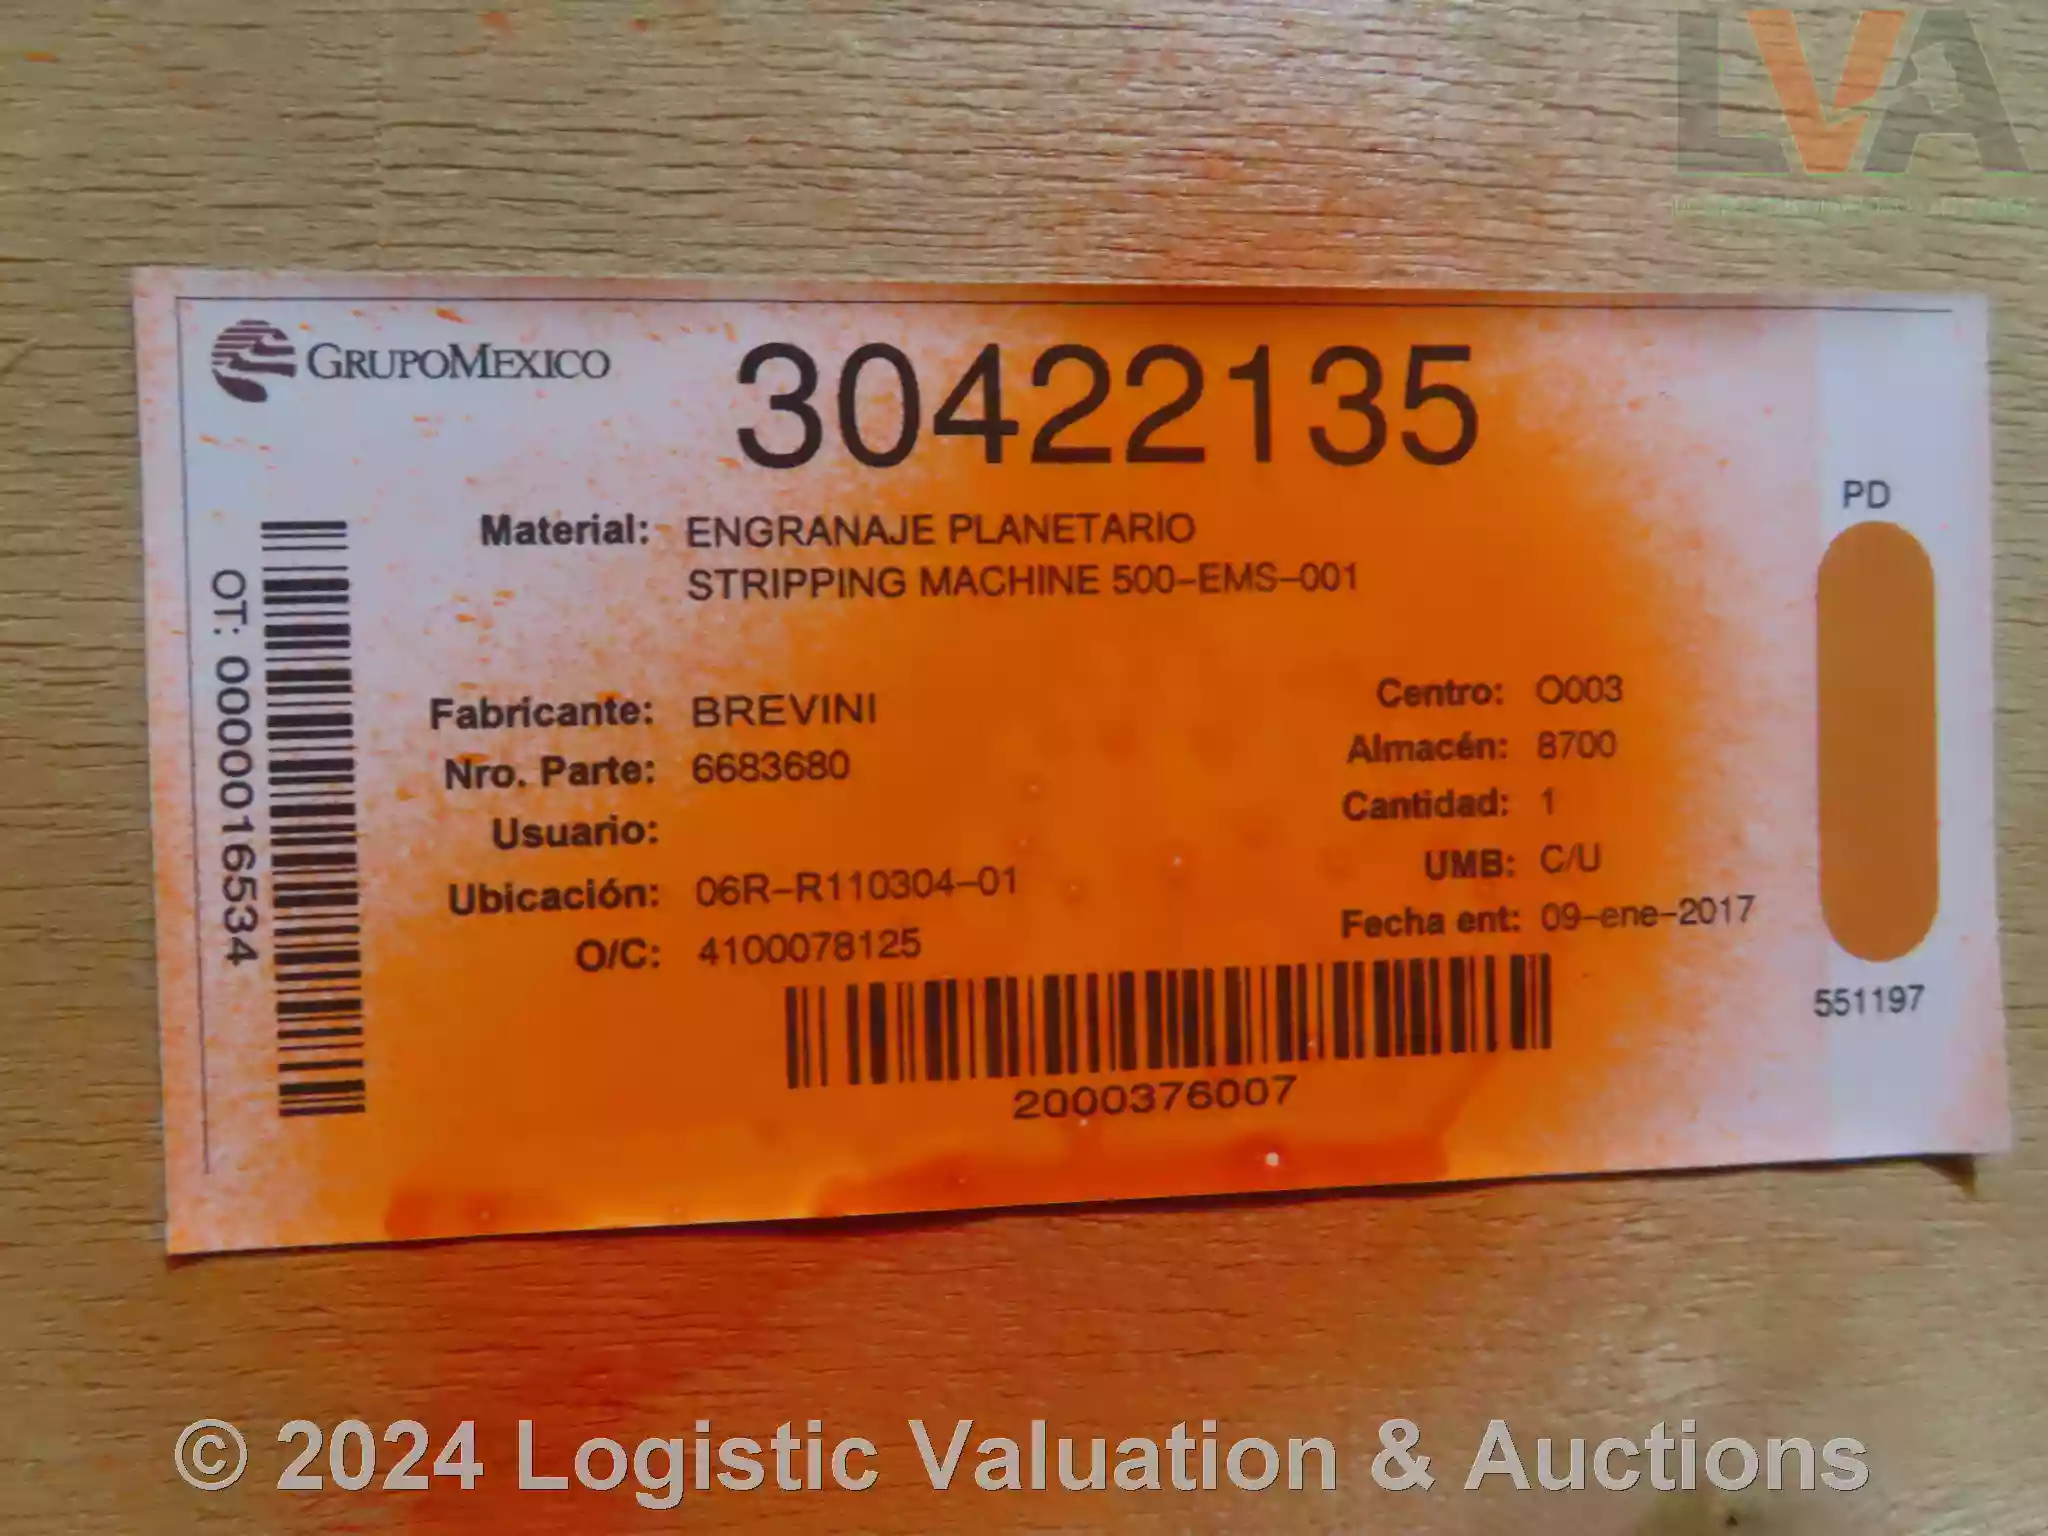 LVA
GRUPOMEXICO
30422135
Material: ENGRANAJE PLANETARIO
STRIPPING MACHINE 500-EMS-001
PD
OT: 0000016534
Fabricante: BREVINI
Nro. Parte: 6683680
Usuario:
Ubicación: 06R-R110304-01
O/C: 4100078125
Centro: O003
Almacén: 8700
Cantidad: 1
UMB: C/U
Fecha ent: 09-ene-2017
551197
2000376007
© 2024 Logistic Valuation & Auctions